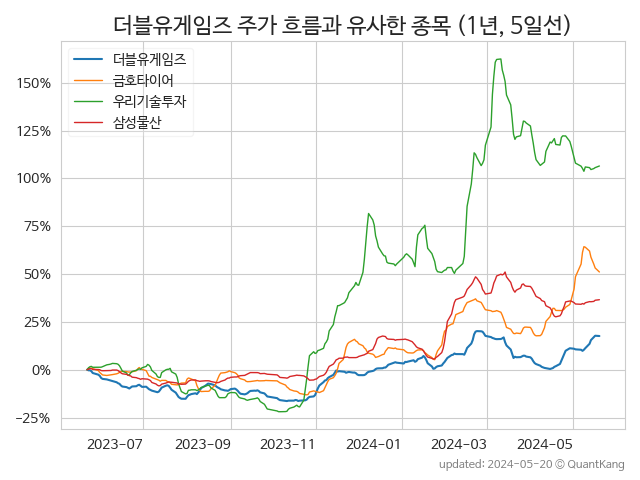 더블유게임즈 주가 흐름과 유사한 종목 (1년, 5일선)
더블유게임즈
금호타이어
우리기술투자
삼성물산
150%
125%
100%
75%
50%
25%
0%
−25%
2023-07 2023-09 2023-11 2024-01 2024-03 2024-05
updated: 2024-05-20 © QuantKang